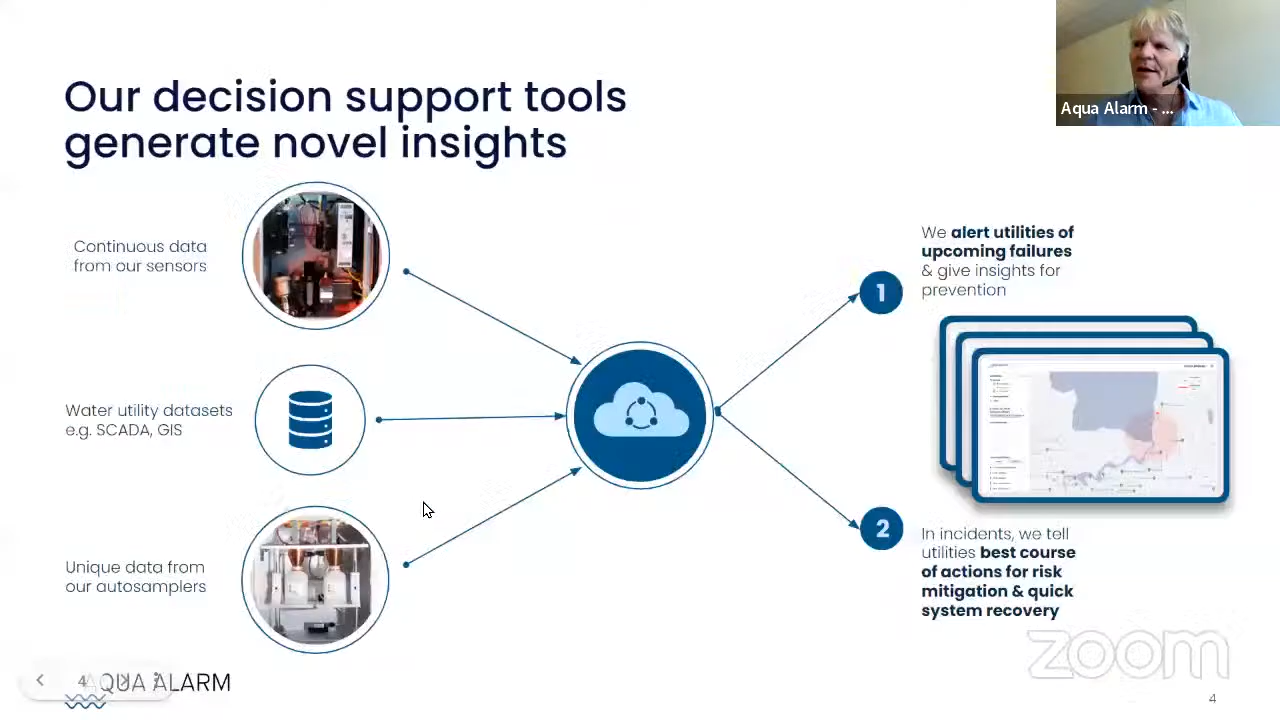 Our decision support tools
generate novel insights
Aqua Alarm - ...
Continuous data
from our sensors
Water utility datasets
e.g. SCADA, GIS
Unique data from
our autosamplers
1
We alert utilities of
upcoming failures
& give insights for
prevention
2
In incidents, we tell
utilities best course
of actions for risk
mitigation & quick
system recovery
zoom
4
AQUA ALARM
4